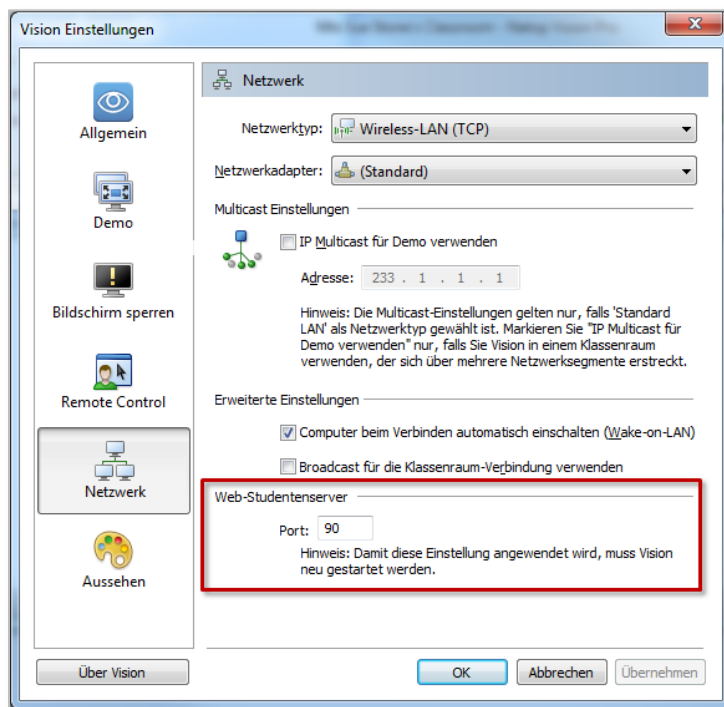 Vision Einstellungen
Allgemein
Demo
Bildschirm sperren
Remote Control
Netzwerk
Aussehen
Über Vision
Netzwerk
Netzwerktyp: Wireless-LAN (TCP)
Netzwerkadapter: (Standard)
Multicast Einstellungen
IP Multicast für Demo verwenden
Adresse: 233 . 1 . 1 . 1
Hinweis: Die Multicast-Einstellungen gelten nur, falls 'Standard
LAN' als Netzwerktyp gewählt ist. Markieren Sie "IP Multicast für
Demo verwenden" nur, falls Sie Vision in einem Klassenraum
verwenden, der sich über mehrere Netzwerksegmente erstreckt.
Erweiterte Einstellungen
Computer beim Verbinden automatisch einschalten (Wake-on-LAN)
Broadcast für die Klassenraum-Verbindung verwenden
Web-Studentenserver
Port: 90
Hinweis: Damit diese Einstellung angewendet wird, muss Vision
neu gestartet werden.
OK
Abbrechen
Übernehmen